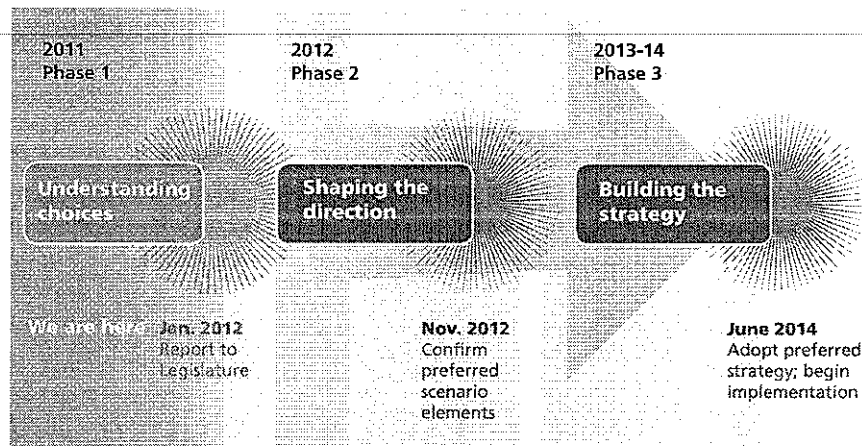 2011
Phase 1
2012
Phase 2
2013-14
Phase 3
Understanding
choices
Shaping the
direction
Building the
strategy
We are here
Jan. 2012
Report to
Legislature
Nov. 2012
Confirm
preferred
scenario
elements
June 2014
Adopt preferred
strategy; begin
implementation